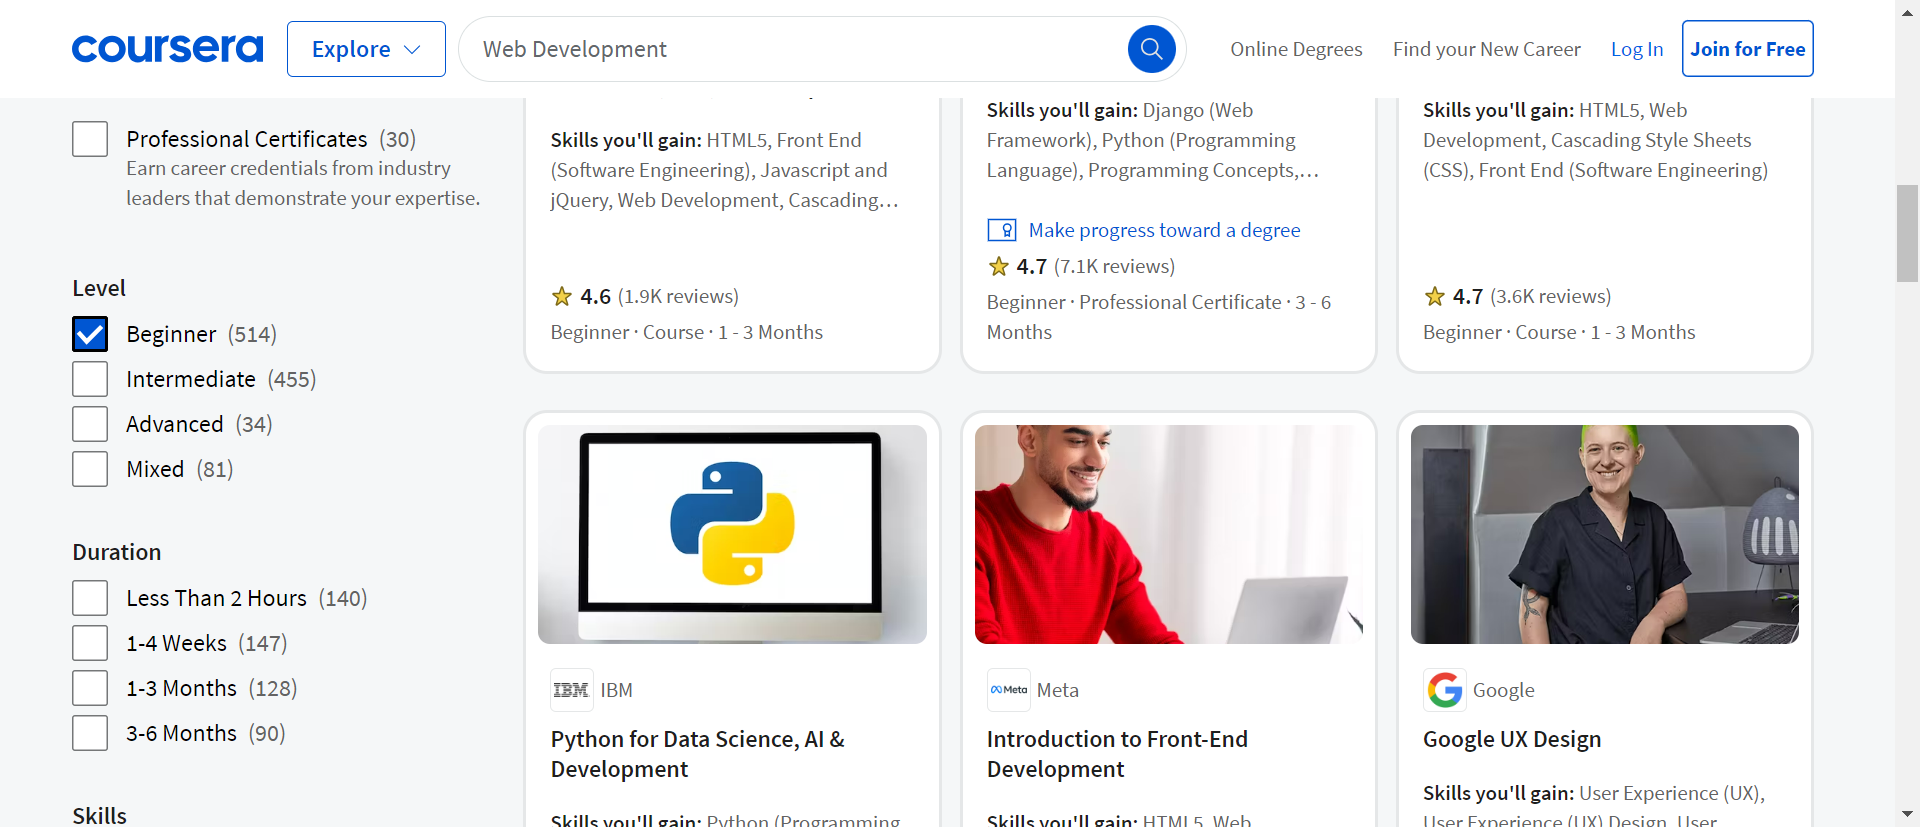 coursera
Explore
Web Development
Online Degrees
Find your New Career
Log In
Join for Free
Professional Certificates (30)
Earn career credentials from industry
leaders that demonstrate your expertise.
Level
Beginner (514)
Intermediate (455)
Advanced (34)
Mixed (81)
Duration
Less Than 2 Hours (140)
1-4 Weeks (147)
1-3 Months (128)
3-6 Months (90)
Skills
Skills you'll gain: HTML5, Front End
(Software Engineering), Javascript and
jQuery, Web Development, Cascading…
4.6 (1.9K reviews)
Beginner · Course · 1 - 3 Months
Skills you'll gain: Django (Web
Framework), Python (Programming
Language), Programming Concepts,…
Make progress toward a degree
4.7 (7.1K reviews)
Beginner · Professional Certificate · 3 - 6
Months
Skills you'll gain: HTML5, Web
Development, Cascading Style Sheets
(CSS), Front End (Software Engineering)
4.7 (3.6K reviews)
Beginner · Course · 1 - 3 Months
IBM IBM
Python for Data Science, AI &
Development
Skills you'll gain: Python (Programming
Meta Meta
Introduction to Front-End
Development
Skills you'll gain: HTML5, Web
G Google
Google UX Design
Skills you'll gain: User Experience (UX),
User Experience (UX) Design, User